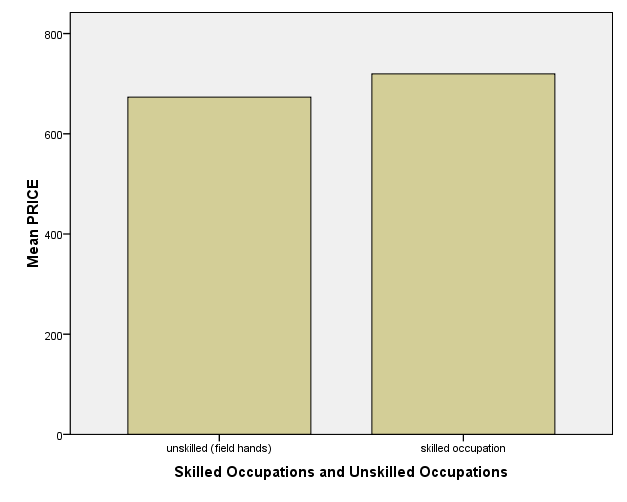 800
600
400
200
0
Mean PRICE
unskilled (field hands)
skilled occupation
Skilled Occupations and Unskilled Occupations